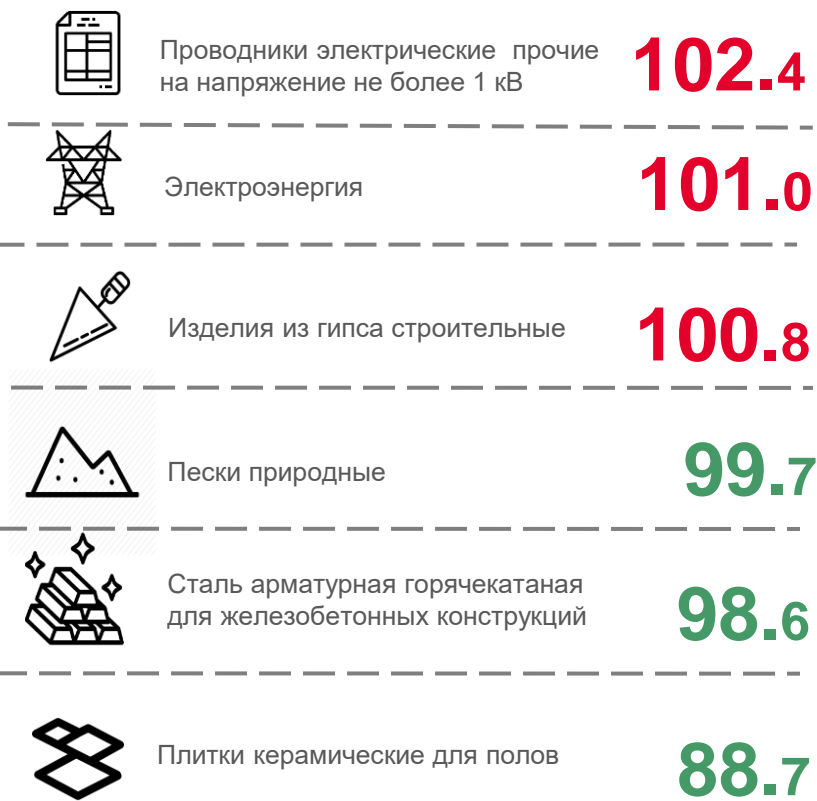 Проводники электрические прочие
на напряжение не более 1 кВ
102.4
Электроэнергия
101.0
Изделия из гипса строительные
100.8
Пески природные
99.7
Сталь арматурная горячекатаная
для железобетонных конструкций
98.6
Плитки керамические для полов
88.7